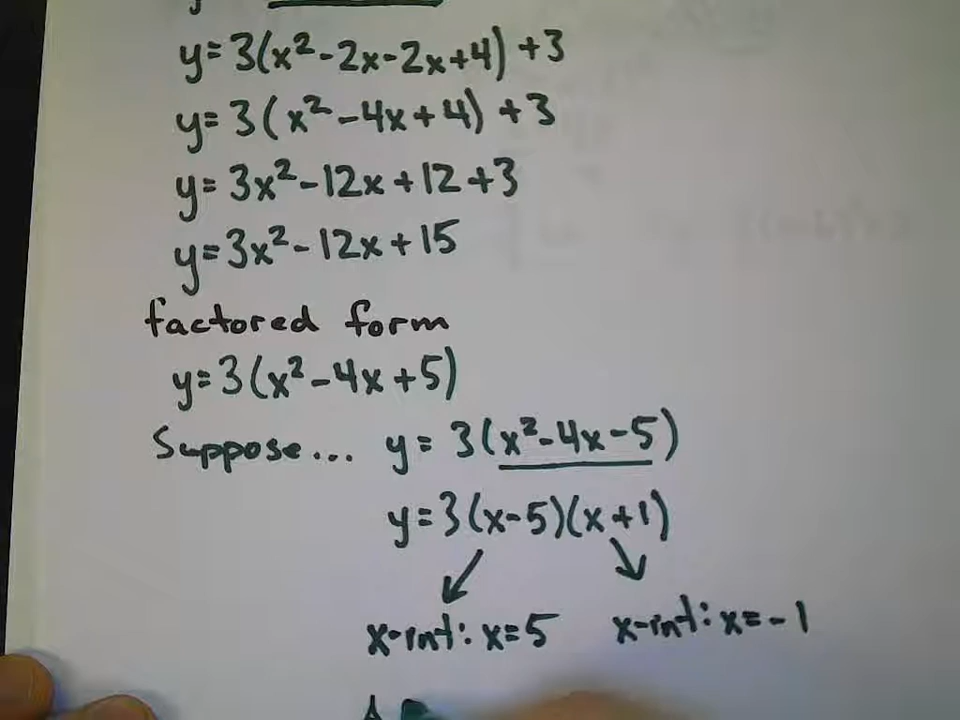 y=3(x²-2x-2x+4)+3
y=3(x²-4x+4)+3
y=3x²-12x+12+3
y=3x²-12x+15
factored form
y=3(x²-4x+5)
Suppose... y=3(x²-4x-5)
y=3(x-5)(x+1)
x-int: x=5 x-int: x=-1